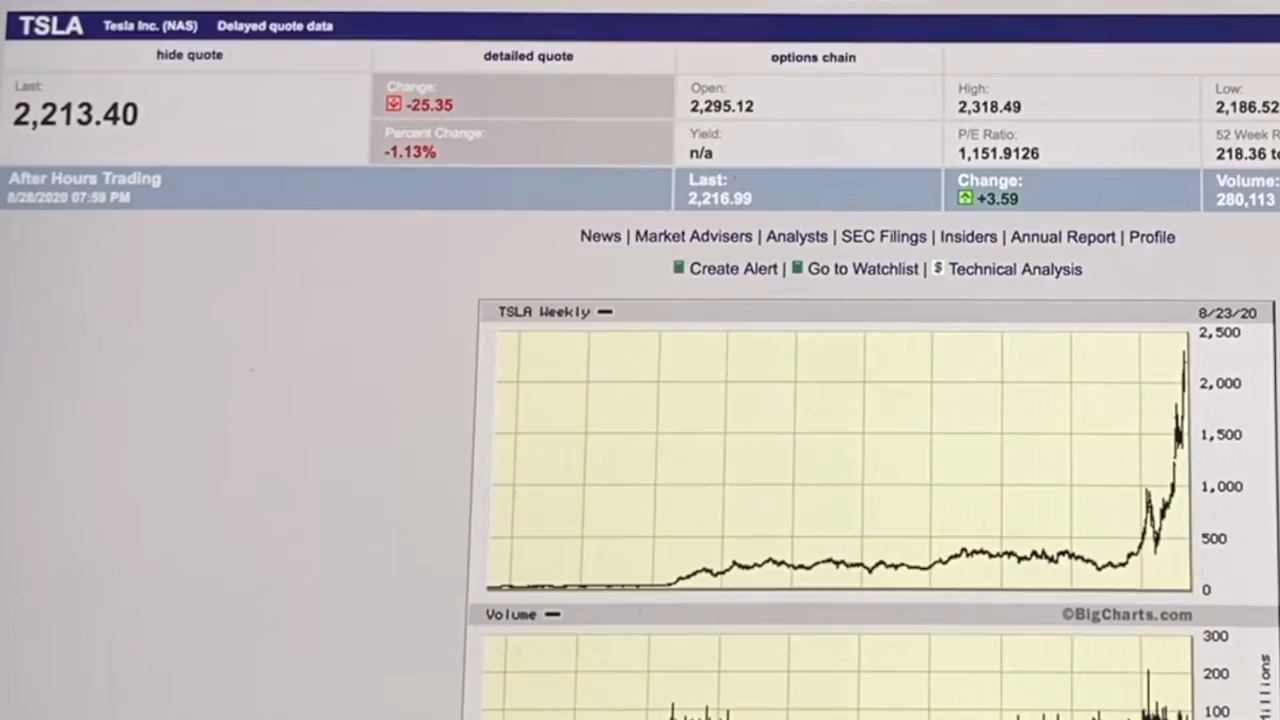 TSLA Tesla Inc. (NAS) Delayed quote data
hide quote detailed quote options chain
Last: Change: Open: High: Low:
2,213.40 -25.35 2,295.12 2,318.49 2,186.52
Percent Change: Yield: P/E Ratio: 52 Week R
-1.13% n/a 1,151.9126 218.36 to
After Hours Trading Last: Change: Volume:
8/28/2020 07:59 PM 2,216.99 +3.59 280,113
News | Market Advisers | Analysts | SEC Filings | Insiders | Annual Report | Profile
Create Alert | Go to Watchlist | $ Technical Analysis
TSLA Weekly 8/23/20
2,500
2,000
1,500
1,000
500
0
Volume ©BigCharts.com
300
200
100